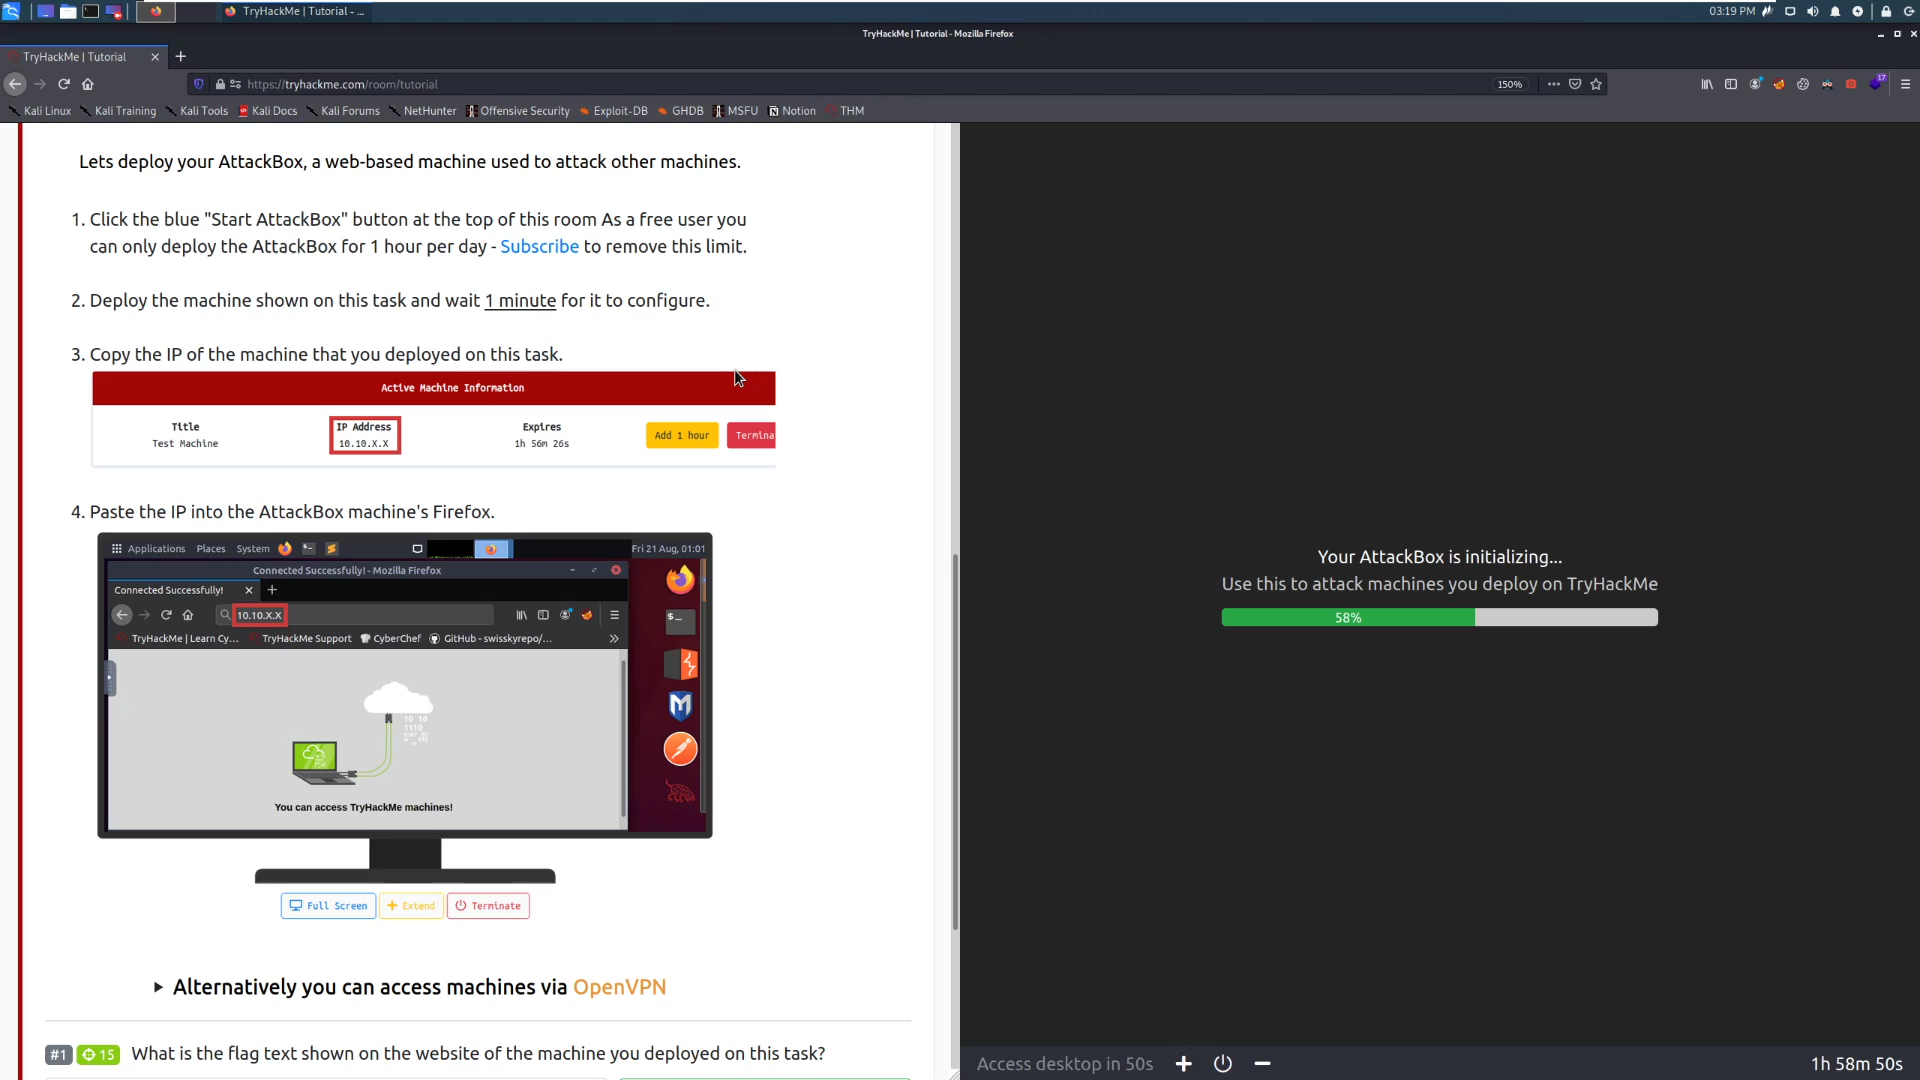 TryHackMe | Tutorial - ...
03:19 PM
TryHackMe | Tutorial - Mozilla Firefox
TryHackMe | Tutorial
https://tryhackme.com/room/tutorial
150%
17
Kali Linux
Kali Training
Kali Tools
Kali Docs
Kali Forums
NetHunter
Offensive Security
Exploit-DB
GHDB
MSFU
Notion
THM
Lets deploy your AttackBox, a web-based machine used to attack other machines.
1. Click the blue "Start AttackBox" button at the top of this room As a free user you
can only deploy the AttackBox for 1 hour per day - Subscribe to remove this limit.
2. Deploy the machine shown on this task and wait 1 minute for it to configure.
3. Copy the IP of the machine that you deployed on this task.
Active Machine Information
Title
IP Address
Expires
Test Machine
10.10.X.X
1h 56m 26s
Add 1 hour
Termina
4. Paste the IP into the AttackBox machine's Firefox.
Applications
Places
System
Fri 21 Aug, 01:01
Connected Successfully! - Mozilla Firefox
Connected Successfully!
10.10.X.X
TryHackMe | Learn Cy...
TryHackMe Support
CyberChef
GitHub - swisskyrepo/...
You can access TryHackMe machines!
Full Screen
Extend
Terminate
Alternatively you can access machines via OpenVPN
#1
15
What is the flag text shown on the website of the machine you deployed on this task?
Your AttackBox is initializing...
Use this to attack machines you deploy on TryHackMe
58%
Access desktop in 50s
1h 58m 50s